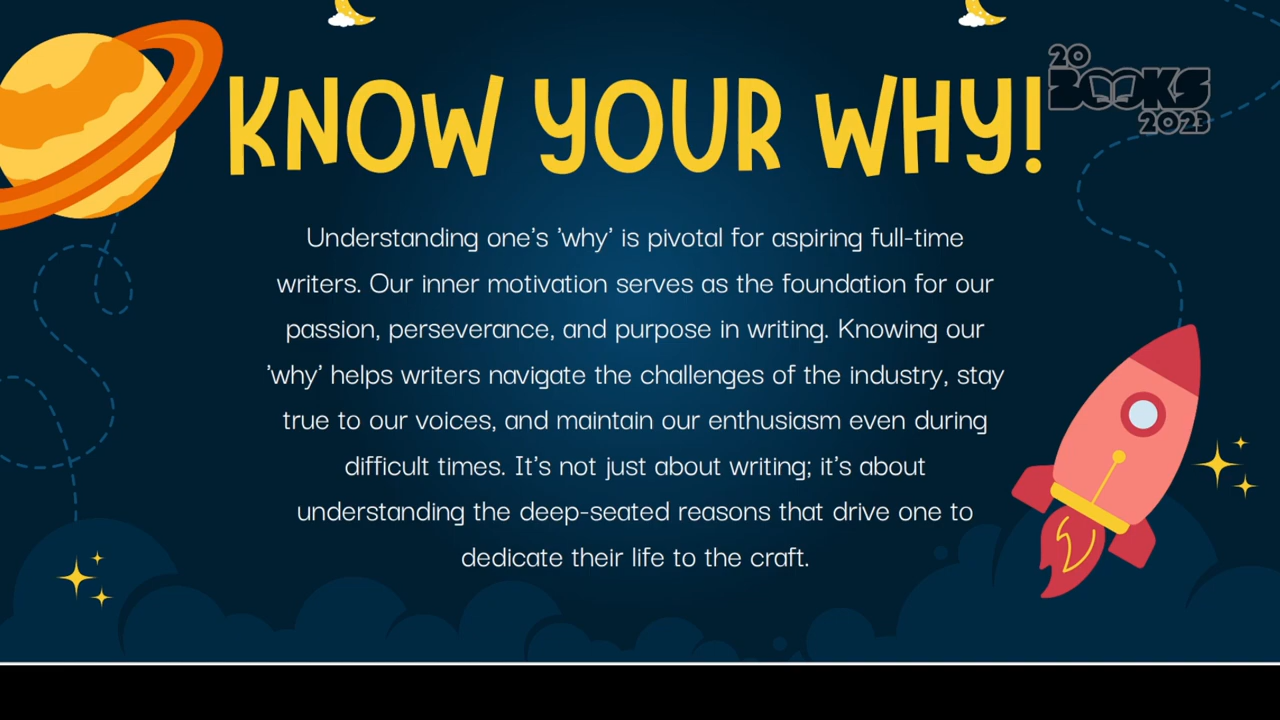 KNOW YOUR WHY!
20
BOOKS
2023
Understanding one's 'why' is pivotal for aspiring full-time
writers. Our inner motivation serves as the foundation for our
passion, perseverance, and purpose in writing. Knowing our
'why' helps writers navigate the challenges of the industry, stay
true to our voices, and maintain our enthusiasm even during
difficult times. It's not just about writing; it's about
understanding the deep-seated reasons that drive one to
dedicate their life to the craft.